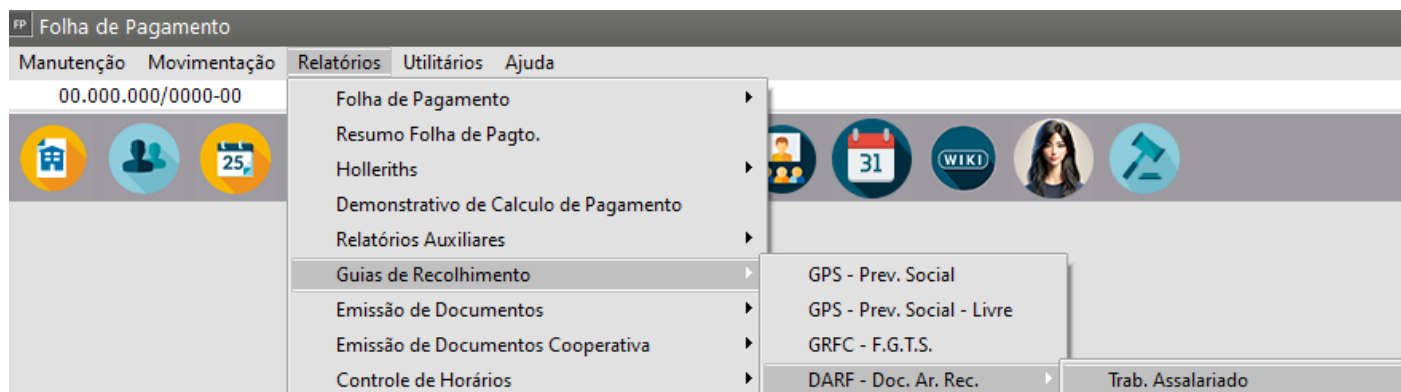 FP Folha de Pagamento
Manutenção Movimentação Relatórios Utilitários Ajuda
00.000.000/0000-00
Folha de Pagamento
Resumo Folha de Pagto.
Holleriths
Demonstrativo de Calculo de Pagamento
Relatórios Auxiliares
Guias de Recolhimento
Emissão de Documentos
Emissão de Documentos Cooperativa
Controle de Horários
25
31
WIKI
GPS - Prev. Social
GPS - Prev. Social - Livre
GRFC - F.G.T.S.
DARF - Doc. Ar. Rec.
Trab. Assalariado